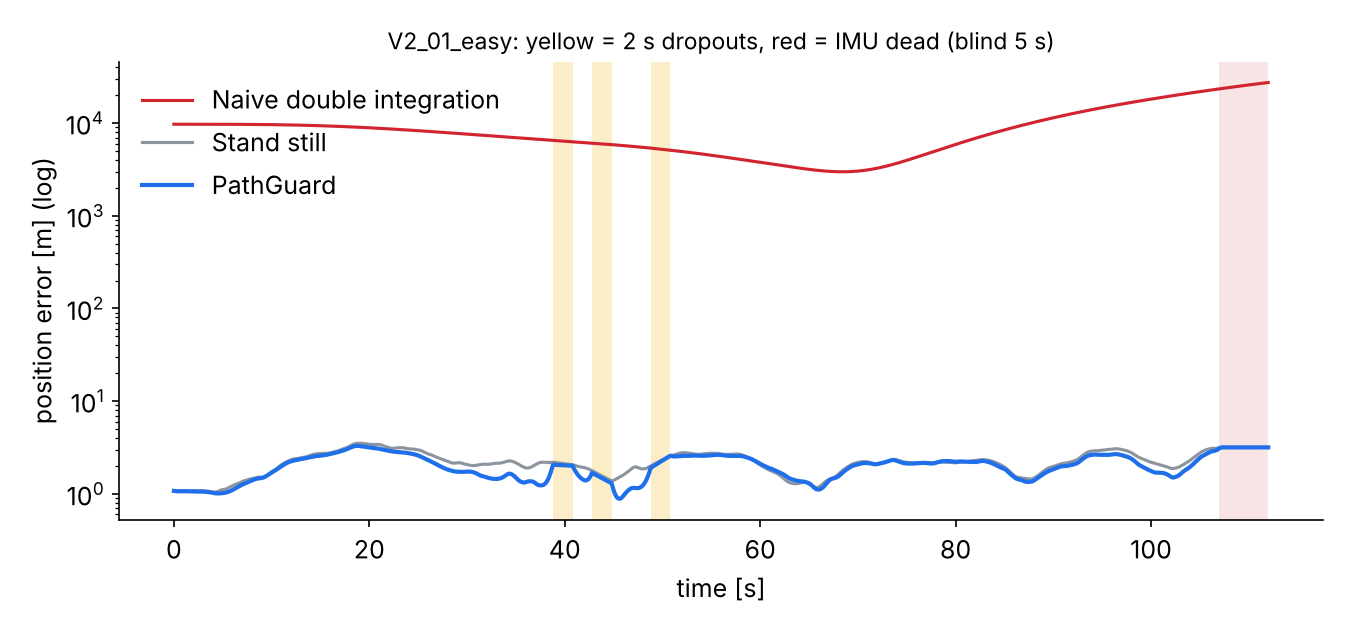 V2_01_easy: yellow = 2 s dropouts, red = IMU dead (blind 5 s)
Naive double integration
Stand still
PathGuard
position error [m] (log)
10⁴
10³
10²
10¹
10⁰
0 20 40 60 80 100
time [s]